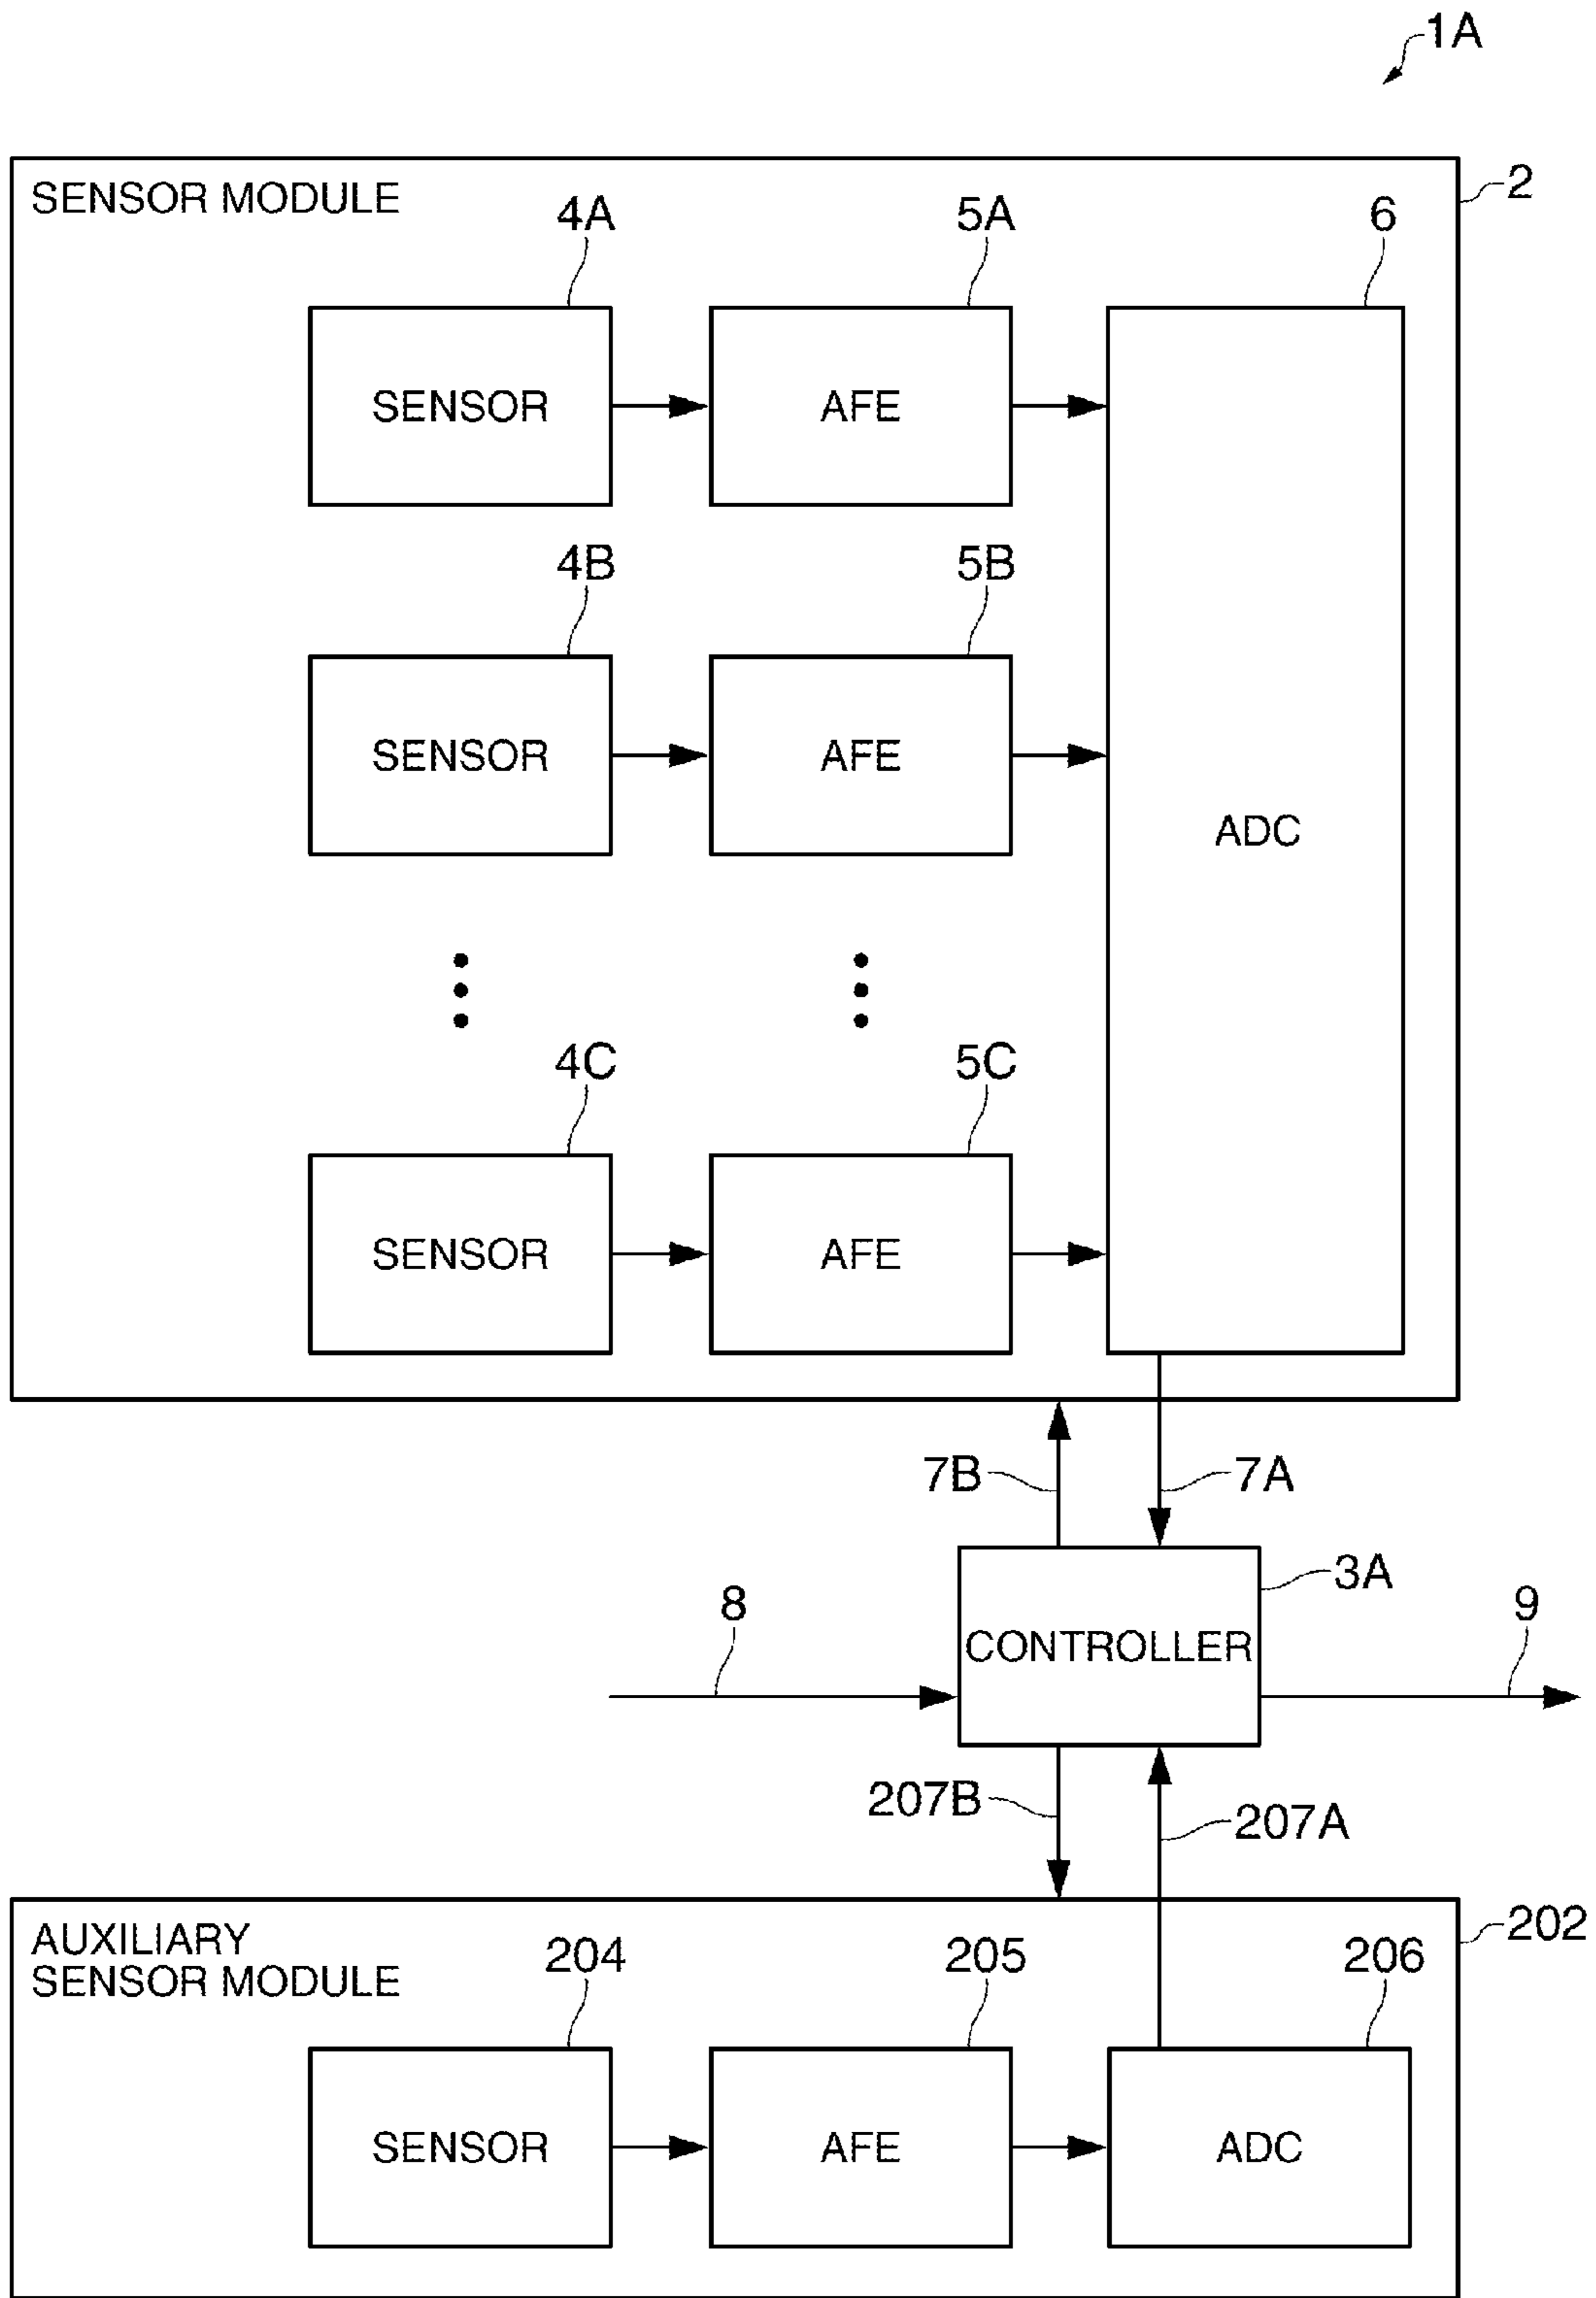 1A
SENSOR MODULE
2
4A
5A
6
SENSOR
AFE
4B
5B
SENSOR
AFE
ADC
4C
5C
SENSOR
AFE
7B
7A
3A
8
9
CONTROLLER
207B
207A
AUXILIARY
SENSOR MODULE
202
204
205
206
SENSOR
AFE
ADC